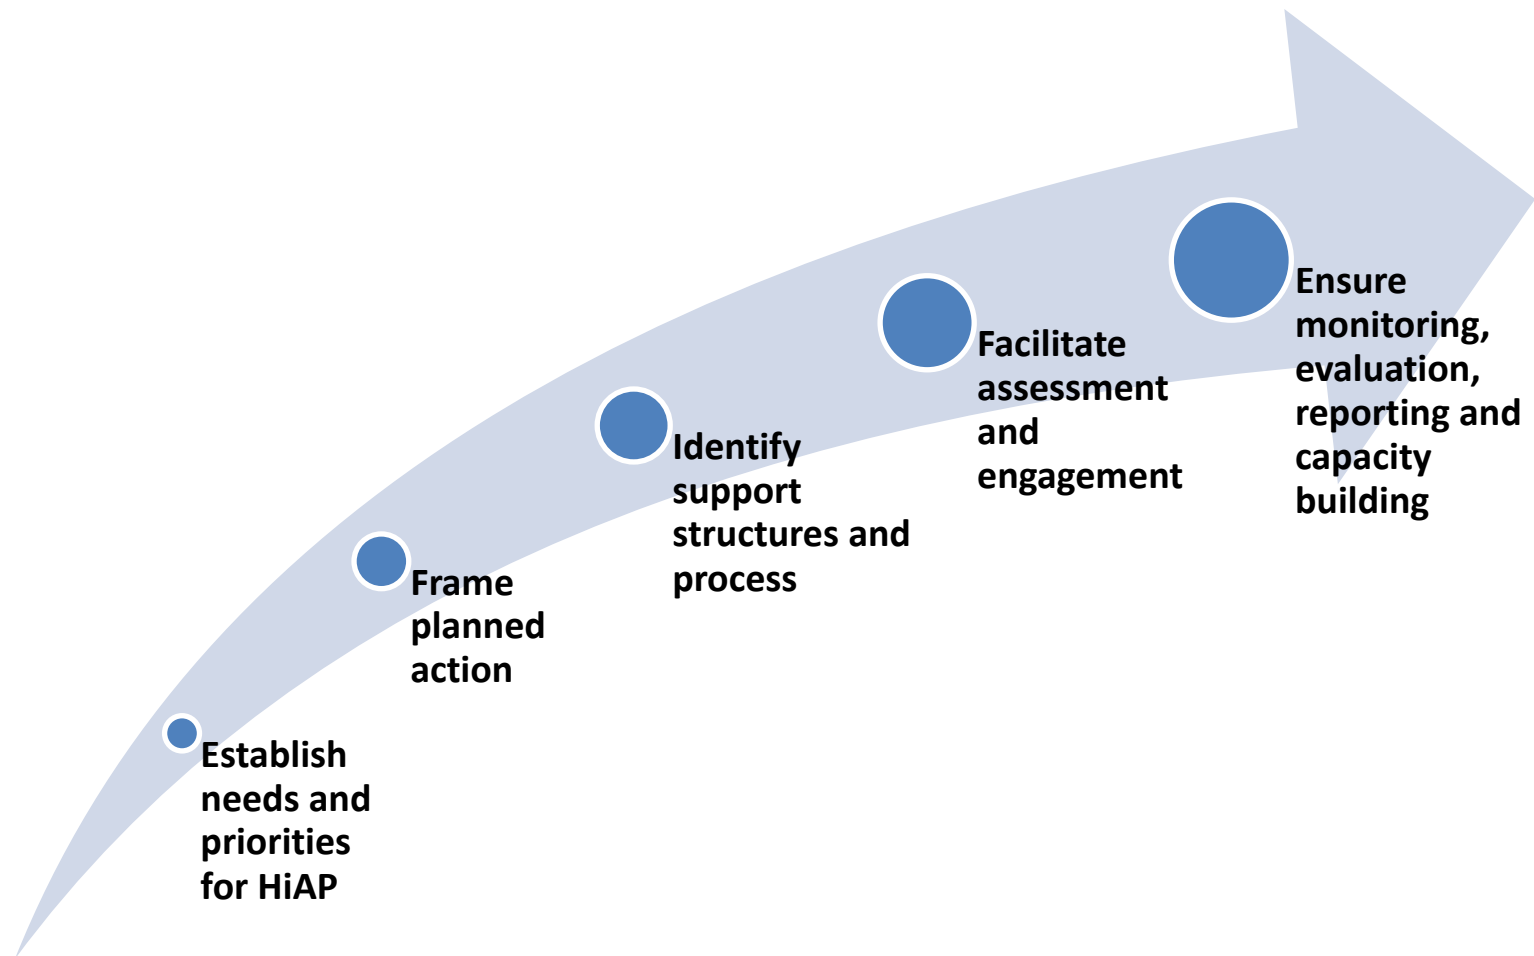 Establish
needs and
priorities
for HiAP
Frame
planned
action
Identify
support
structures and
process
Facilitate
assessment
and
engagement
Ensure
monitoring,
evaluation,
reporting and
capacity
building